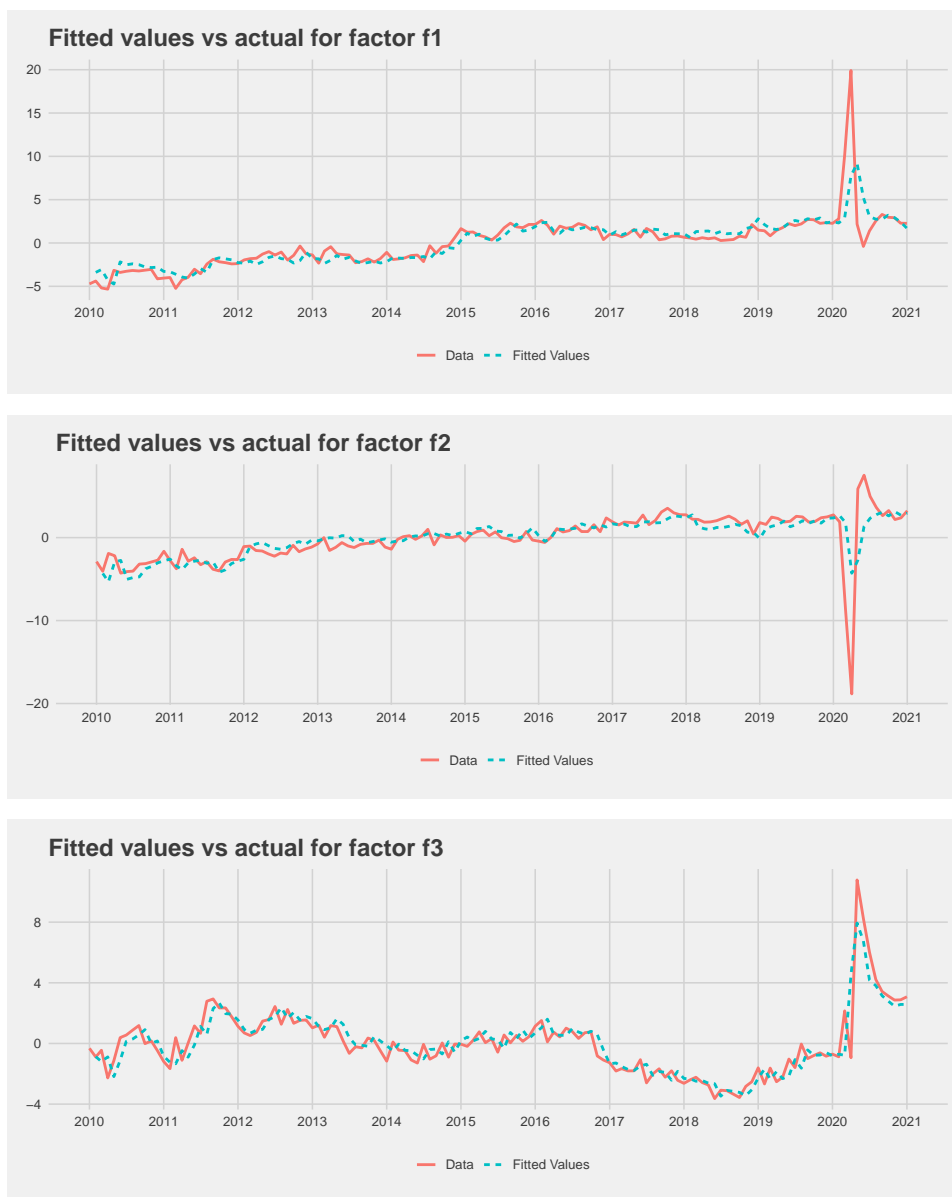 Fitted values vs actual for factor f1
20
15
10
5
0
−5
2010 2011 2012 2013 2014 2015 2016 2017 2018 2019 2020 2021
Data Fitted Values
Fitted values vs actual for factor f2
0
−10
−20
2010 2011 2012 2013 2014 2015 2016 2017 2018 2019 2020 2021
Data Fitted Values
Fitted values vs actual for factor f3
8
4
0
−4
2010 2011 2012 2013 2014 2015 2016 2017 2018 2019 2020 2021
Data Fitted Values